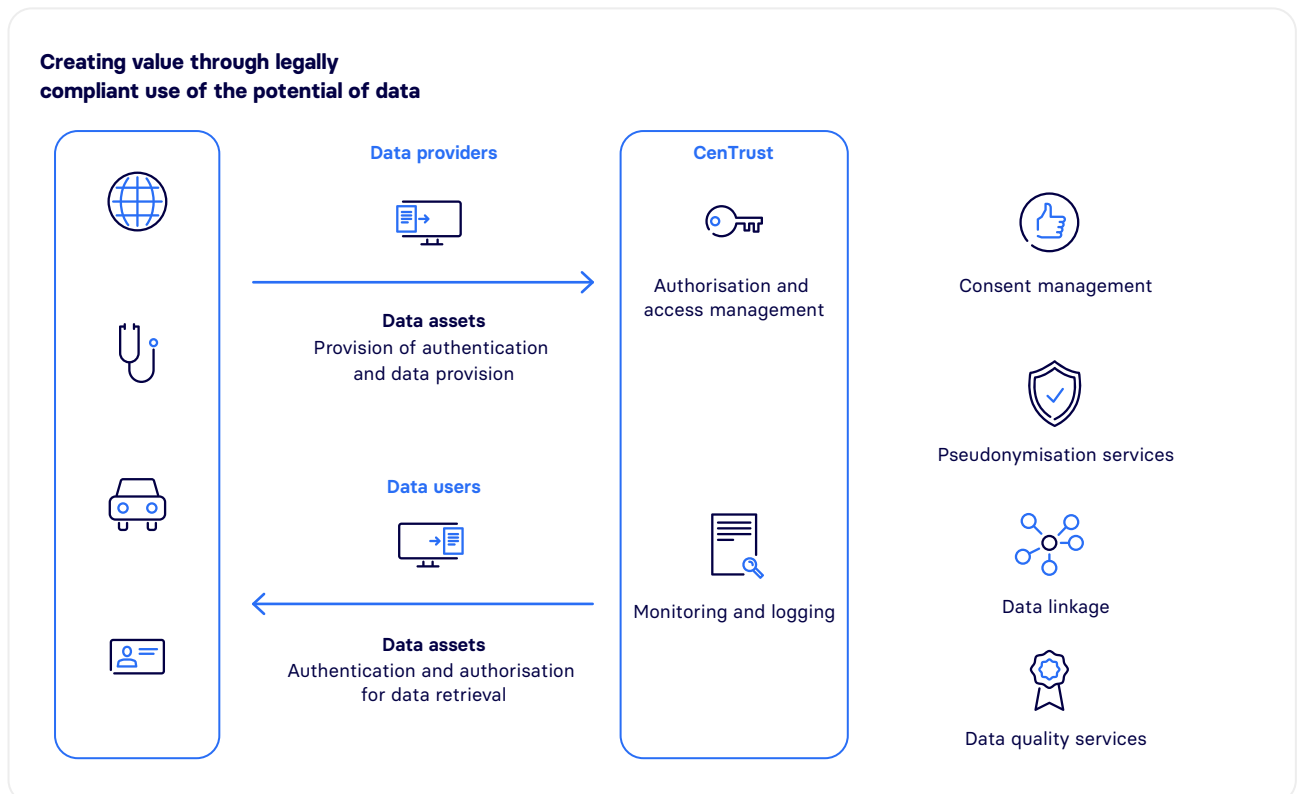 Creating value through legally
compliant use of the potential of data
Data providers
Data assets
Provision of authentication
and data provision
Data users
Data assets
Authentication and authorisation
for data retrieval
CenTrust
Authorisation and
access management
Monitoring and logging
Consent management
Pseudonymisation services
Data linkage
Data quality services